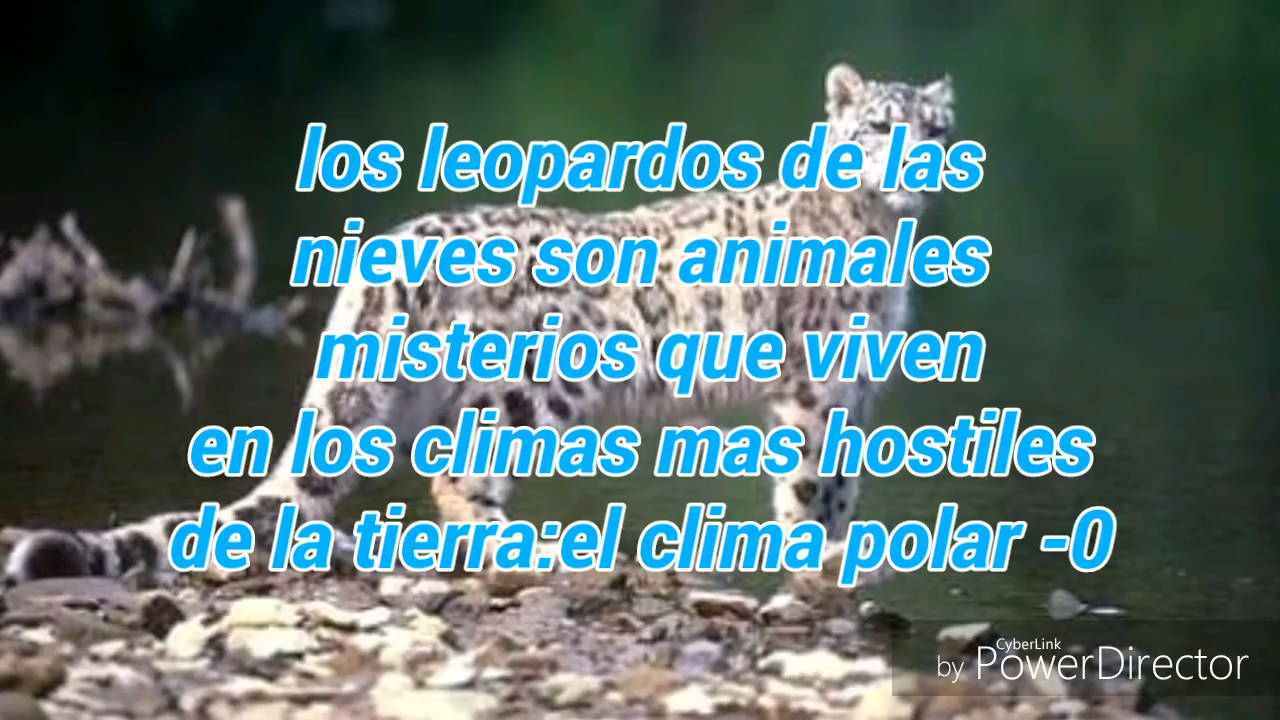 los leopardos de las
nieves son animales
misterios que viven
en los climas mas hostiles
de la tierra:el clima polar -0
CyberLink
by PowerDirector